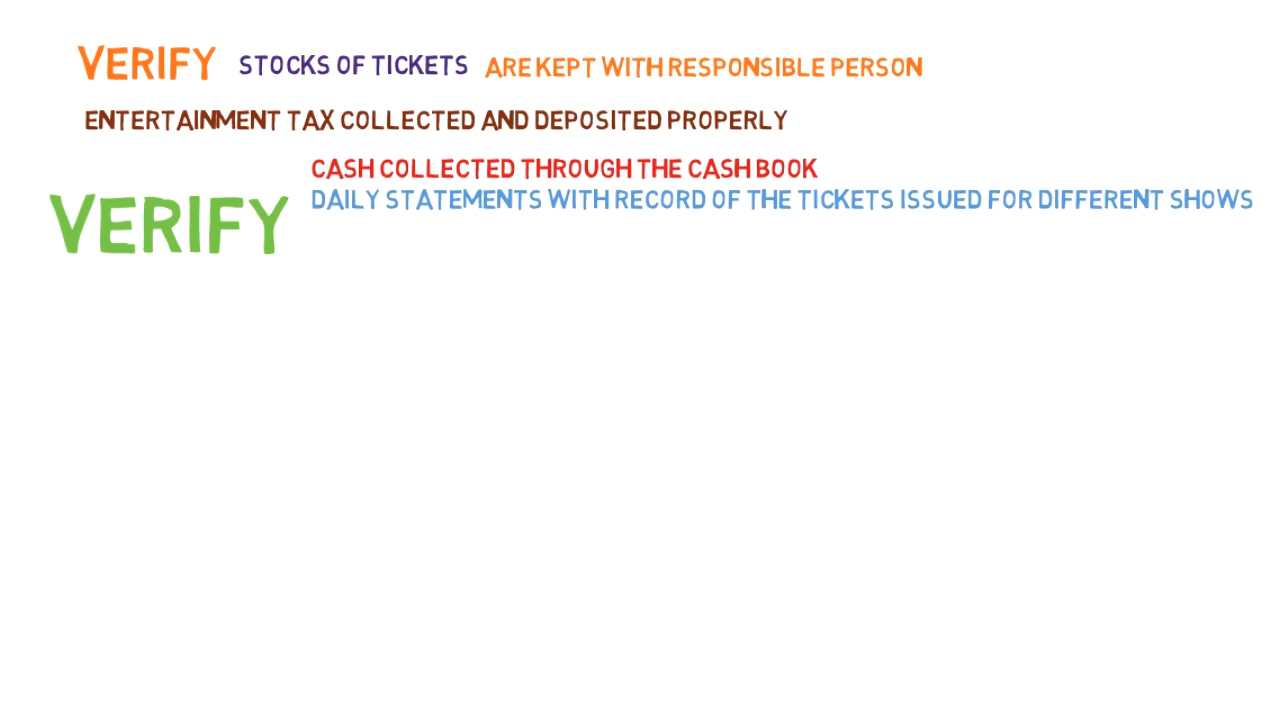 VERIFY STOCKS OF TICKETS ARE KEPT WITH RESPONSIBLE PERSON
ENTERTAINMENT TAX COLLECTED AND DEPOSITED PROPERLY
CASH COLLECTED THROUGH THE CASH BOOK
VERIFY DAILY STATEMENTS WITH RECORD OF THE TICKETS ISSUED FOR DIFFERENT SHOWS